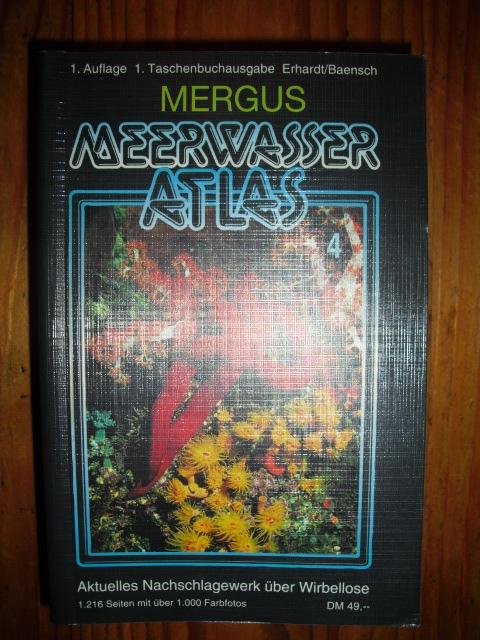 1. Auflage 1. Taschenbuchausgabe Erhardt/Baensch
MERGUS
MEERWASSER
ATLAS
4
Aktuelles Nachschlagewerk über Wirbellose
1.216 Seiten mit über 1.000 Farbfotos DM 49,--